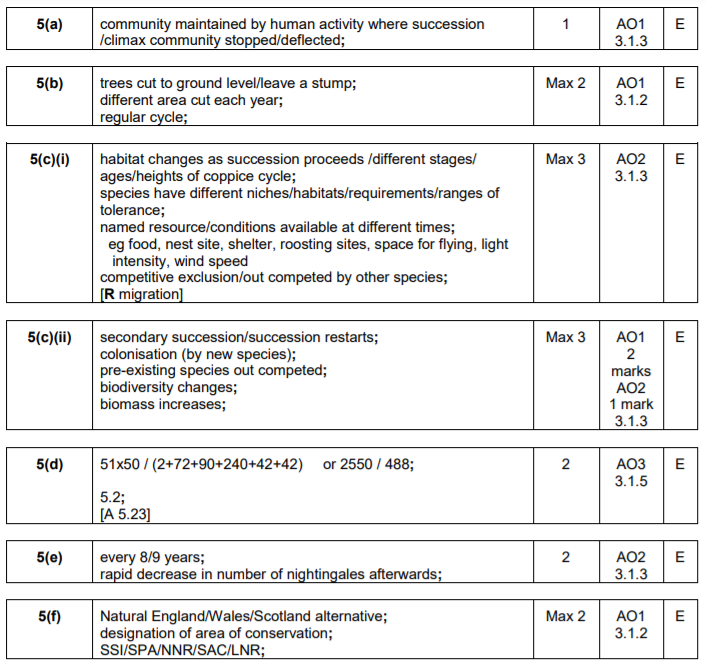 5(a) community maintained by human activity where succession 1 AO1 E
/climax community stopped/deflected; 3.1.3
5(b) trees cut to ground level/leave a stump; Max 2 AO1 E
different area cut each year; 3.1.2
regular cycle;
5(c)(i) habitat changes as succession proceeds /different stages/ Max 3 AO2 E
ages/heights of coppice cycle; 3.1.3
species have different niches/habitats/requirements/ranges of
tolerance;
named resource/conditions available at different times;
eg food, nest site, shelter, roosting sites, space for flying, light
intensity, wind speed
competitive exclusion/out competed by other species;
[R migration]
5(c)(ii) secondary succession/succession restarts; Max 3 AO1 E
colonisation (by new species); 2
pre-existing species out competed; marks
biodiversity changes; AO2
biomass increases; 1 mark
3.1.3
5(d) 51x50 / (2+72+90+240+42+42) or 2550 / 488; 2 AO3 E
3.1.5
5.2;
[A 5.23]
5(e) every 8/9 years; 2 AO2 E
rapid decrease in number of nightingales afterwards; 3.1.3
5(f) Natural England/Wales/Scotland alternative; Max 2 AO1 E
designation of area of conservation; 3.1.2
SSI/SPA/NNR/SAC/LNR;